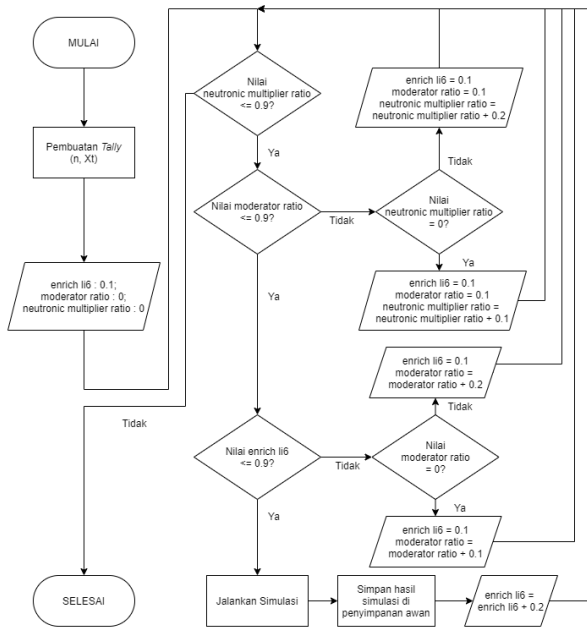 MULAI
Pembuatan Tally
(n, Xt)
enrich li6 : 0.1;
moderator ratio : 0;
neutronic multiplier ratio : 0
Tidak
SELESAI
Nilai
neutronic multiplier ratio
<= 0.9?
Ya
Nilai moderator ratio
<= 0.9?
Tidak
Ya
Nilai enrich li6
<= 0.9?
Tidak
Ya
Jalankan Simulasi
Simpan hasil
simulasi di
penyimpanan awan
enrich li6 =
enrich li6 + 0.2
enrich li6 = 0.1
moderator ratio = 0.1
neutronic multiplier ratio =
neutronic multiplier ratio + 0.2
Tidak
Nilai
neutronic multiplier ratio
= 0?
Ya
enrich li6 = 0.1
moderator ratio = 0.1
neutronic multiplier ratio =
neutronic multiplier ratio + 0.1
enrich li6 = 0.1
moderator ratio =
moderator ratio + 0.2
Tidak
Nilai
moderator ratio
= 0?
Ya
enrich li6 = 0.1
moderator ratio =
moderator ratio + 0.1